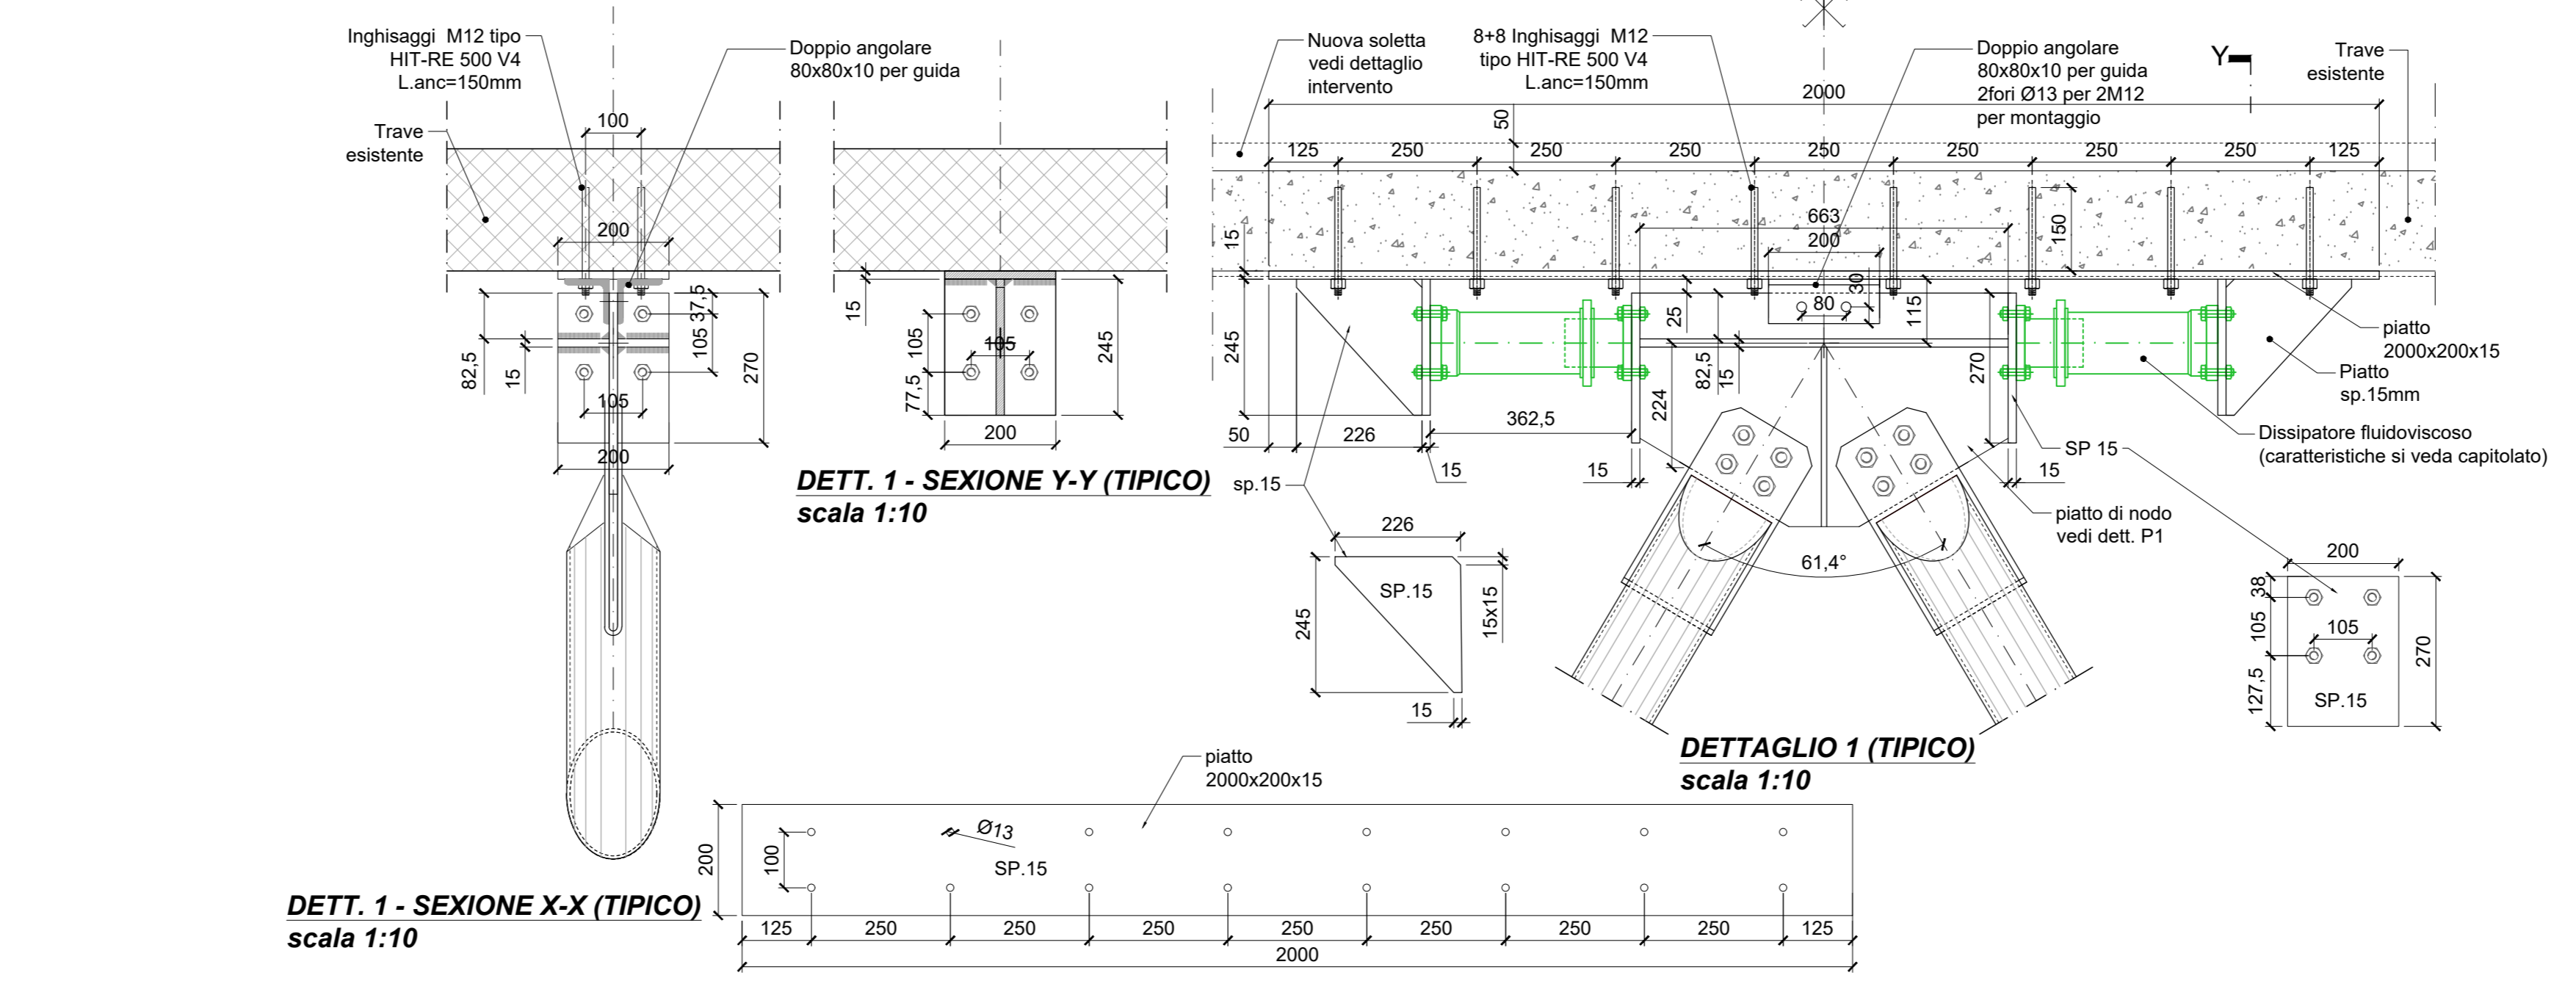 Inghisaggi M12 tipo
HIT-RE 500 V4
L.anc=150mm
Doppio angolare
80x80x10 per guida
Trave
esistente
100
200
37,5
105
270
82,5
15
105
200
DETT. 1 - SEXIONE X-X (TIPICO)
scala 1:10
15
105
105
77,5
245
200
DETT. 1 - SEXIONE Y-Y (TIPICO)
scala 1:10
Nuova soletta
vedi dettaglio
intervento
8+8 Inghisaggi M12
tipo HIT-RE 500 V4
L.anc=150mm
Doppio angolare
80x80x10 per guida
2fori Ø13 per 2M12
per montaggio
Y
Trave
esistente
2000
50
125
250
250
250
250
250
250
250
125
15
663
200
150
30
80
25
115
245
82,5
15
224
270
362,5
50
226
15
15
15
piatto
2000x200x15
Piatto
sp.15mm
Dissipatore fluidoviscoso
(caratteristiche si veda capitolato)
SP 15
piatto di nodo
vedi dett. P1
61,4°
sp.15
226
SP.15
245
15x15
15
200
38
105
105
127,5
270
SP.15
DETTAGLIO 1 (TIPICO)
scala 1:10
piatto
2000x200x15
Ø13
SP.15
200
100
125
250
250
250
250
250
250
250
125
2000